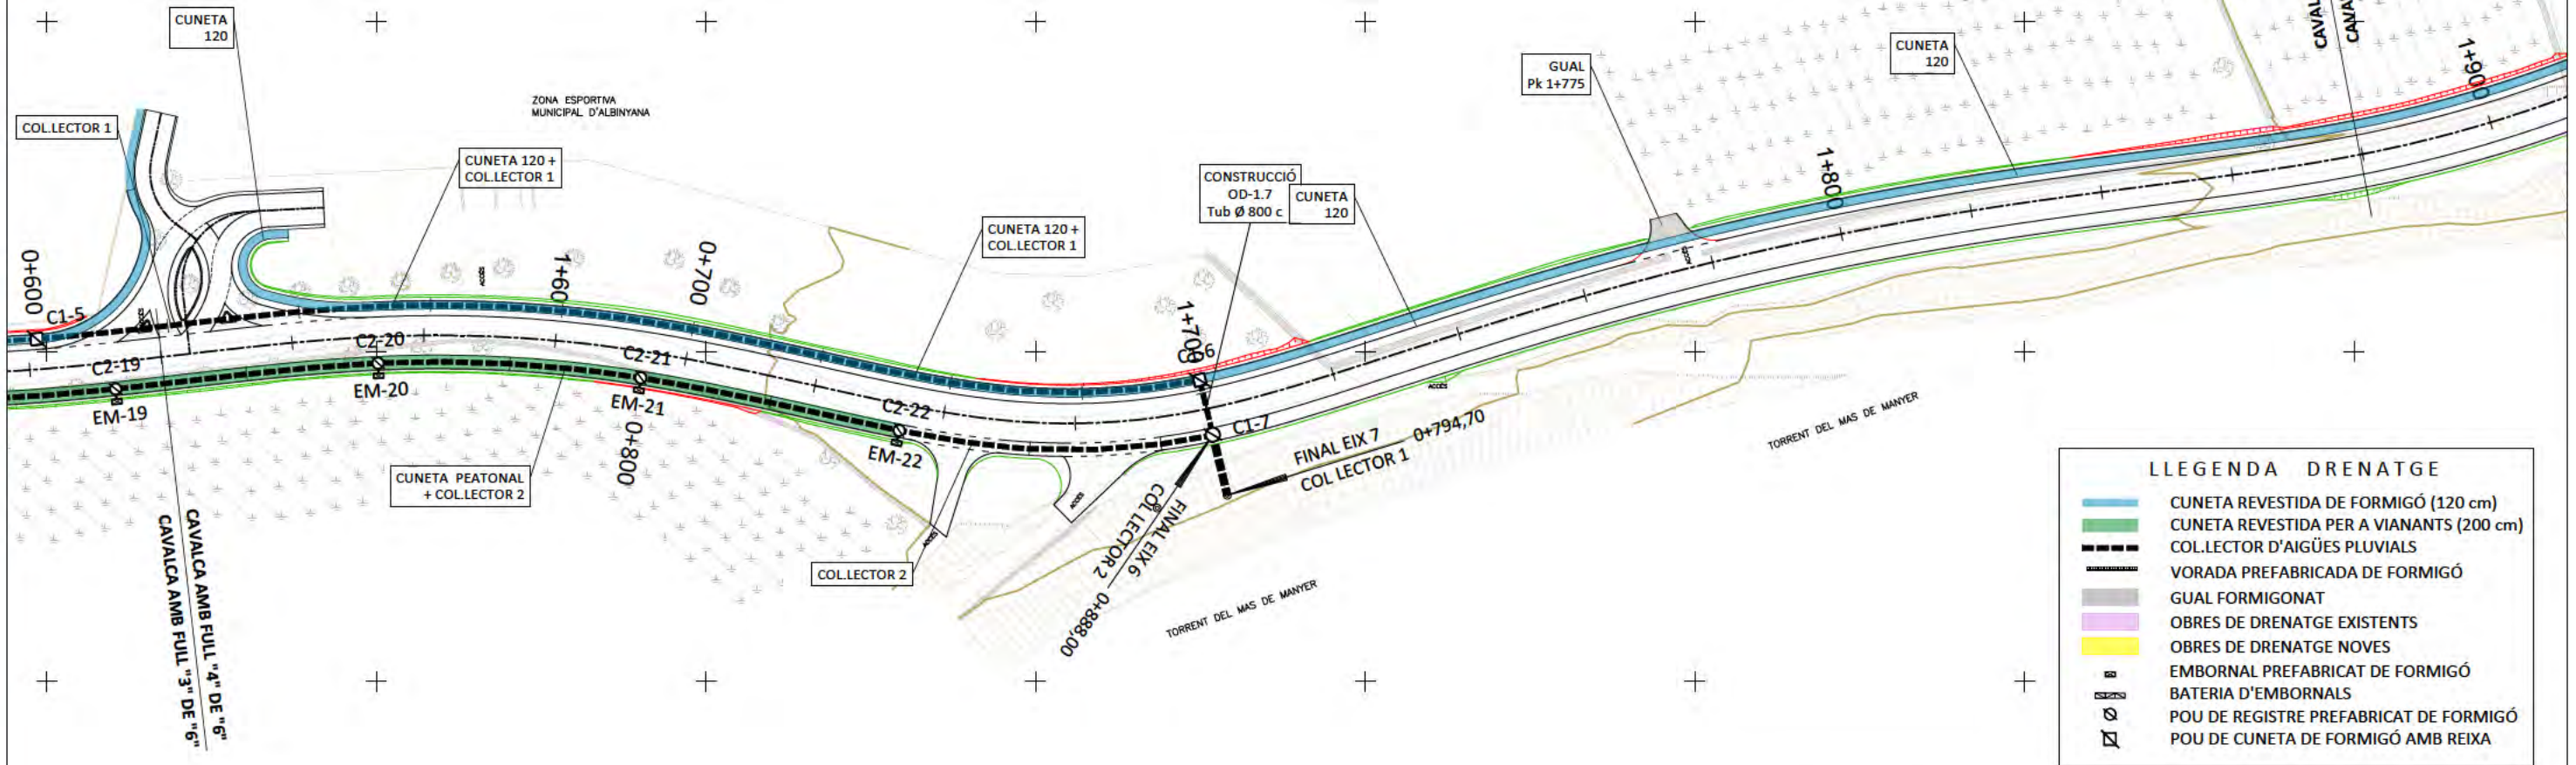 CUNETA
120
COL.LECTOR 1
ZONA ESPORTIVA
MUNICIPAL D'ALBINYANA
CUNETA 120 +
COL.LECTOR 1
CUNETA 120 +
COL.LECTOR 1
CONSTRUCCIÓ
OD-1.7
Tub Ø 800 c
CUNETA
120
GUAL
Pk 1+775
CUNETA
120
1+900
1+800
0+600
C1-5
1+60
0+700
1+700
C2-19
EM-19
C2-20
EM-20
C2-21
EM-21
C2-22
EM-22
0+800
C1-7
ACCÉS
ACCÉS
ACCÉS
ACCÉS
ACCÉS
CUNETA PEATONAL
+ COL.LECTOR 2
COL.LECTOR 2
FINAL EIX 7
COL LECTOR 1
0+794,70
FINAL EIX 6
COL LECTOR 2
0+888,00
TORRENT DEL MAS DE MANYER
TORRENT DEL MAS DE MANYER
CAVALCA AMB FULL "4" DE "6"
CAVALCA AMB FULL "3" DE "6"
LLEGENDA DRENATGE
CUNETA REVESTIDA DE FORMIGÓ (120 cm)
CUNETA REVESTIDA PER A VIANANTS (200 cm)
COL.LECTOR D'AIGÜES PLUVIALS
VORADA PREFABRICADA DE FORMIGÓ
GUAL FORMIGONAT
OBRES DE DRENATGE EXISTENTS
OBRES DE DRENATGE NOVES
EMBORNAL PREFABRICAT DE FORMIGÓ
BATERIA D'EMBORNALS
POU DE REGISTRE PREFABRICAT DE FORMIGÓ
POU DE CUNETA DE FORMIGÓ AMB REIXA